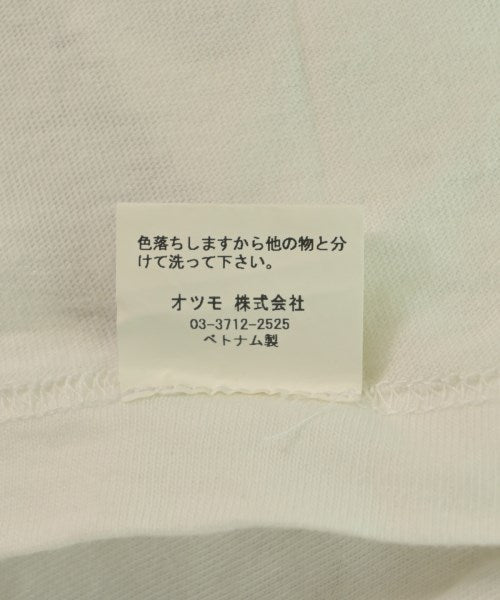 色落ちしますから他の物と分
けて洗って下さい。
オツモ 株式会社
03-3712-2525
ベトナム製